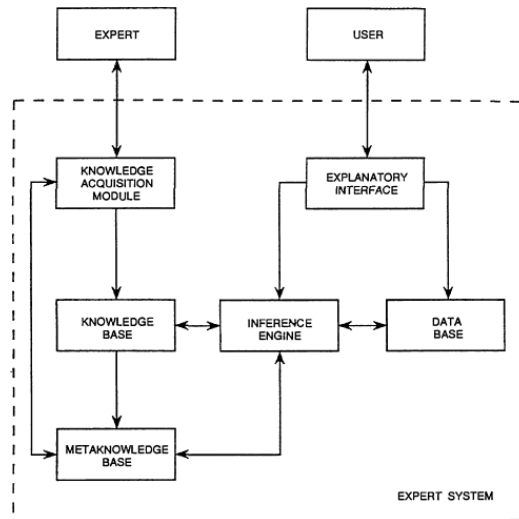 EXPERT
USER
KNOWLEDGE
ACQUISITION
MODULE
EXPLANATORY
INTERFACE
KNOWLEDGE
BASE
INFERENCE
ENGINE
DATA
BASE
METAKNOWLEDGE
BASE
EXPERT SYSTEM